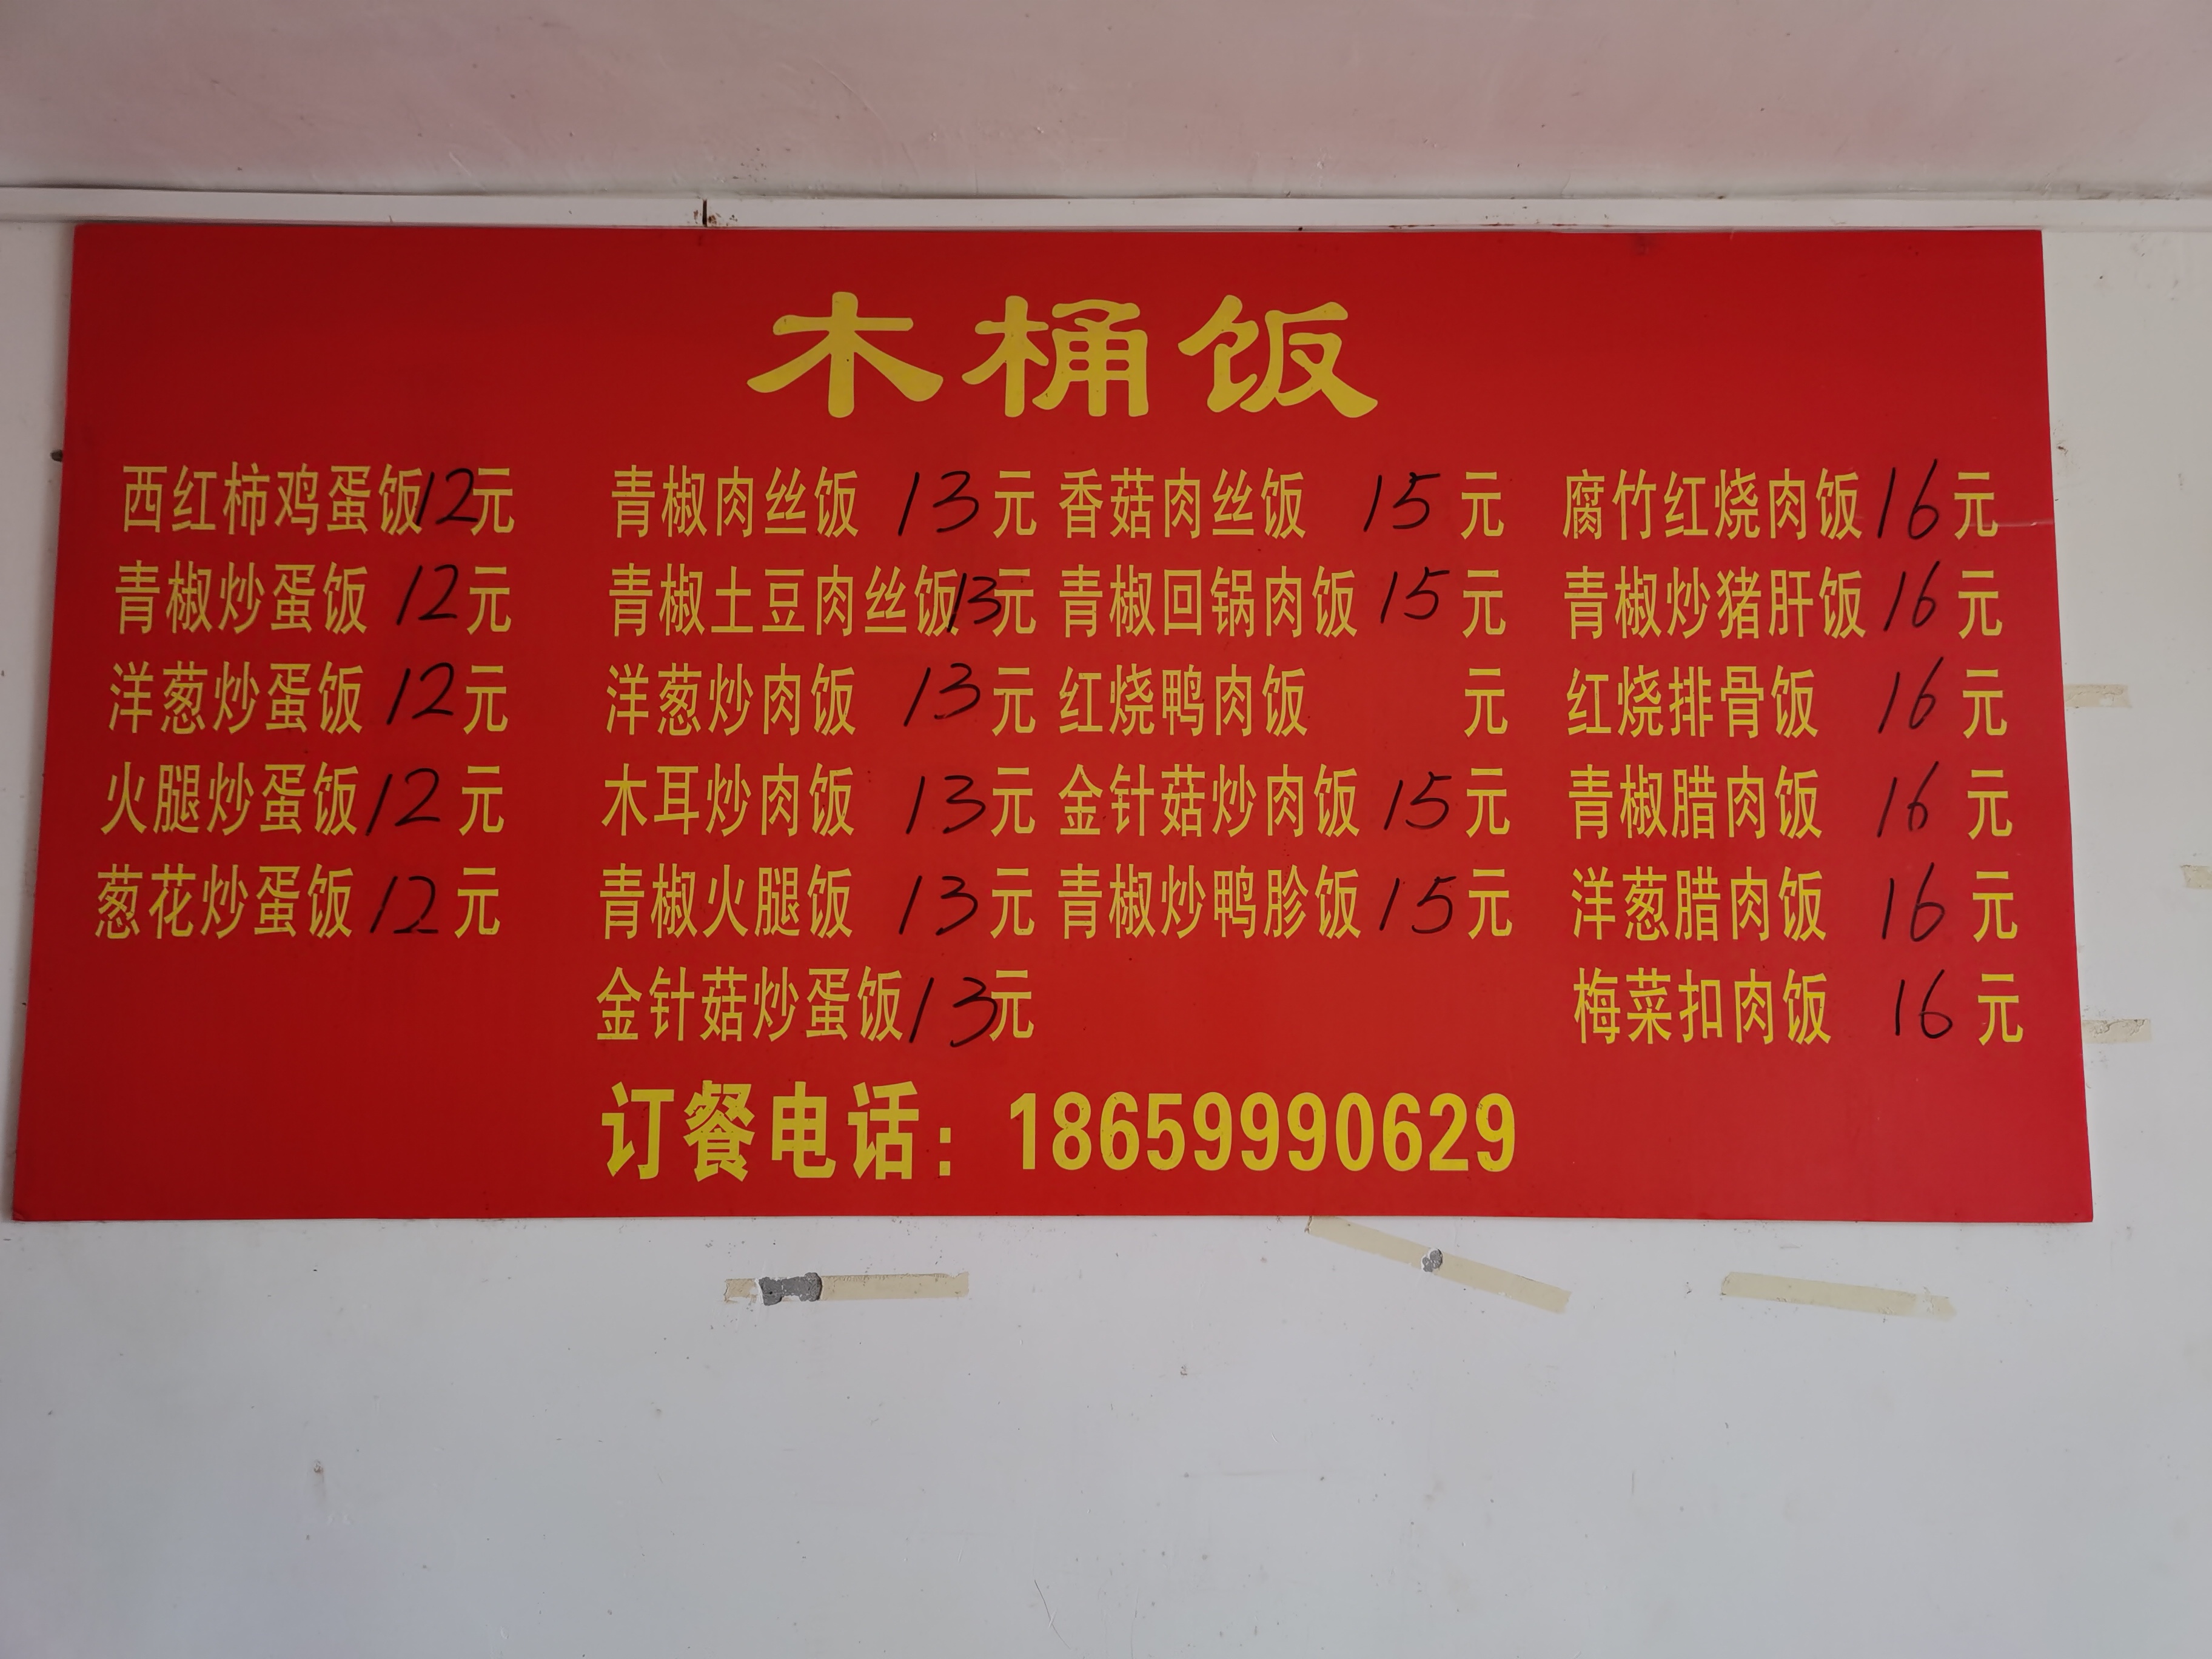 木桶饭
西红柿鸡蛋饭12元 青椒肉丝饭 13元 香菇肉丝饭 15元 腐竹红烧肉饭16元
青椒炒蛋饭 12元 青椒土豆肉丝饭13元 青椒回锅肉饭 15元 青椒炒猪肝饭16元
洋葱炒蛋饭 12元 洋葱炒肉饭 13元 红烧鸭肉饭 元 红烧排骨饭 16元
火腿炒蛋饭12元 木耳炒肉饭 13元 金针菇炒肉饭 15元 青椒腊肉饭 16元
葱花炒蛋饭12元 青椒火腿饭 13元 青椒炒鸭胗饭15元 洋葱腊肉饭 16元
金针菇炒蛋饭13元 梅菜扣肉饭 16元
订餐电话：18659990629